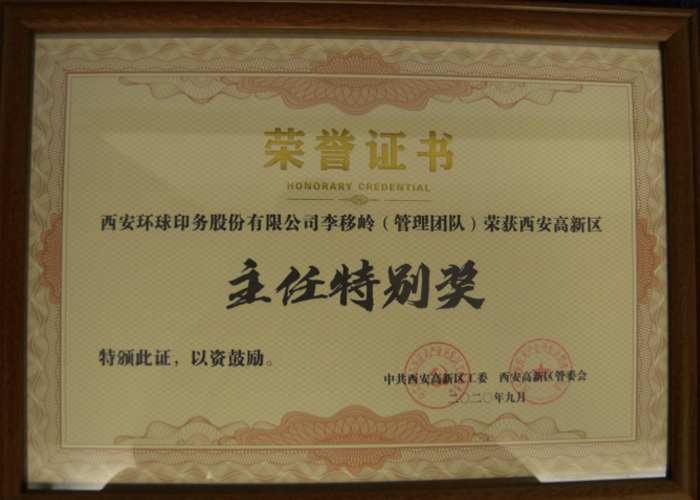 荣誉证书
HONORARY CREDENTIAL
西安环球印务股份有限公司李移岭（管理团队）荣获西安高新区
主任特别奖
特颁此证，以资鼓励。
中共西安高新区工委 西安高新区管委会
二〇二〇年九月